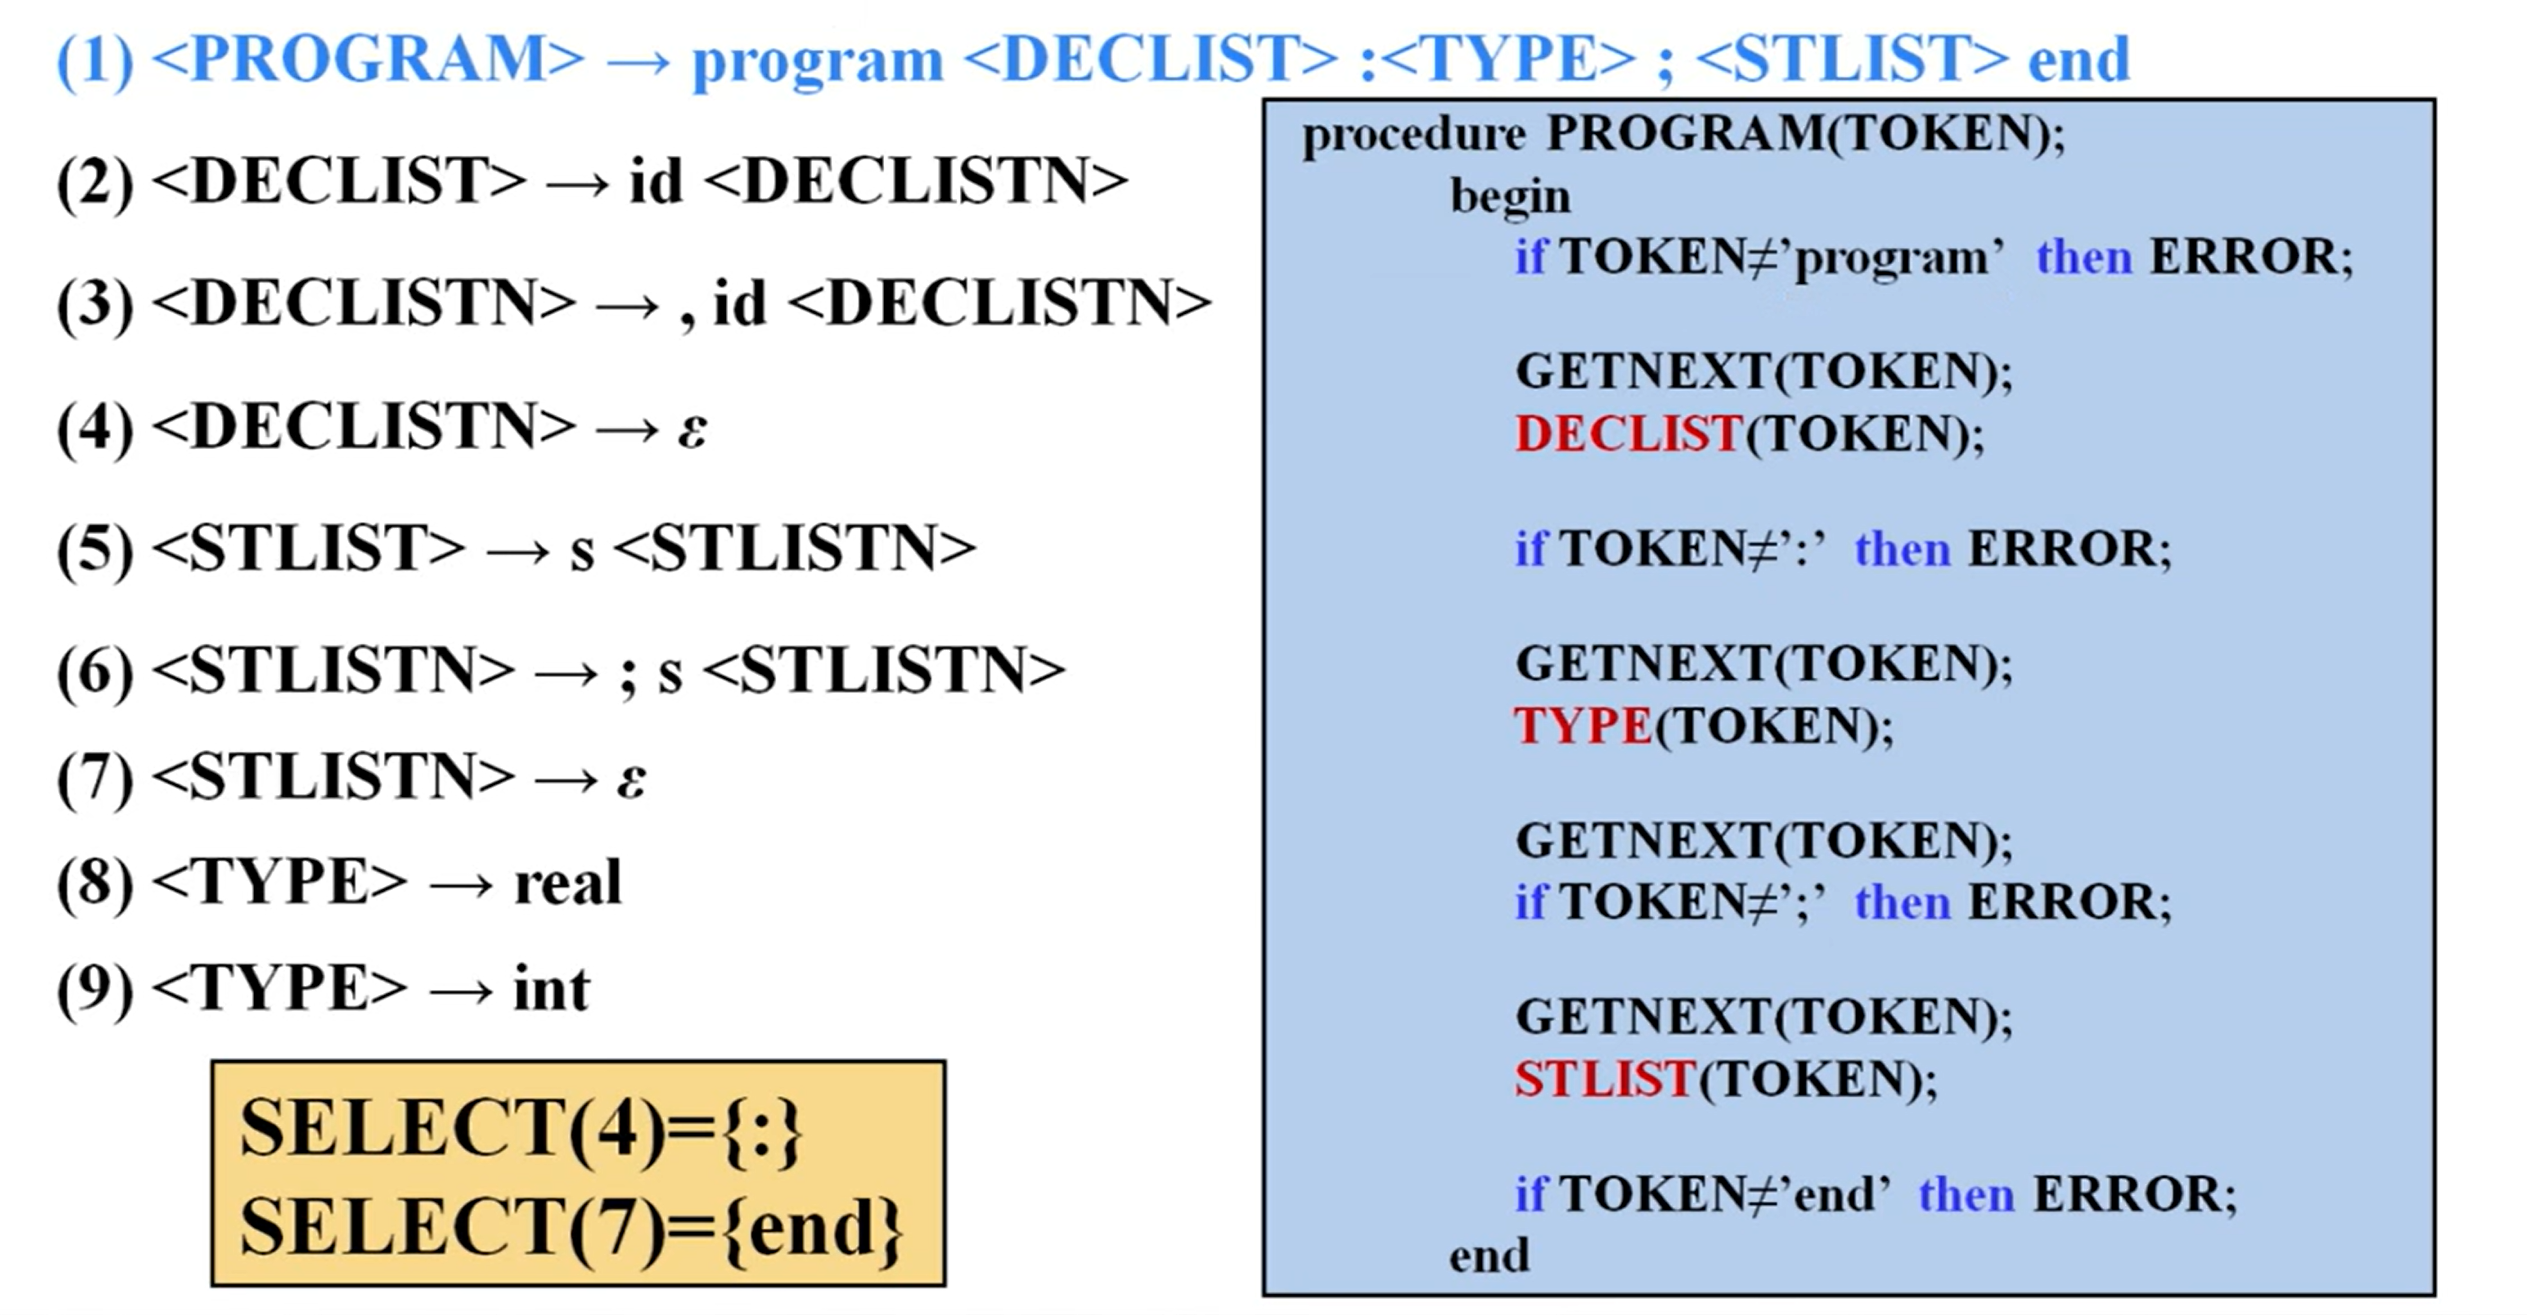 (1) <PROGRAM> → program <DECLIST> :<TYPE> ; <STLIST> end
(2) <DECLIST> → id <DECLISTN>
(3) <DECLISTN> → , id <DECLISTN>
(4) <DECLISTN> → ε
(5) <STLIST> → s <STLISTN>
(6) <STLISTN> → ; s <STLISTN>
(7) <STLISTN> → ε
(8) <TYPE> → real
(9) <TYPE> → int
SELECT(4)={:}
SELECT(7)={end}
procedure PROGRAM(TOKEN);
begin
if TOKEN≠’program’ then ERROR;
GETNEXT(TOKEN);
DECLIST(TOKEN);
if TOKEN≠’:’ then ERROR;
GETNEXT(TOKEN);
TYPE(TOKEN);
GETNEXT(TOKEN);
if TOKEN≠’;’ then ERROR;
GETNEXT(TOKEN);
STLIST(TOKEN);
if TOKEN≠’end’ then ERROR;
end